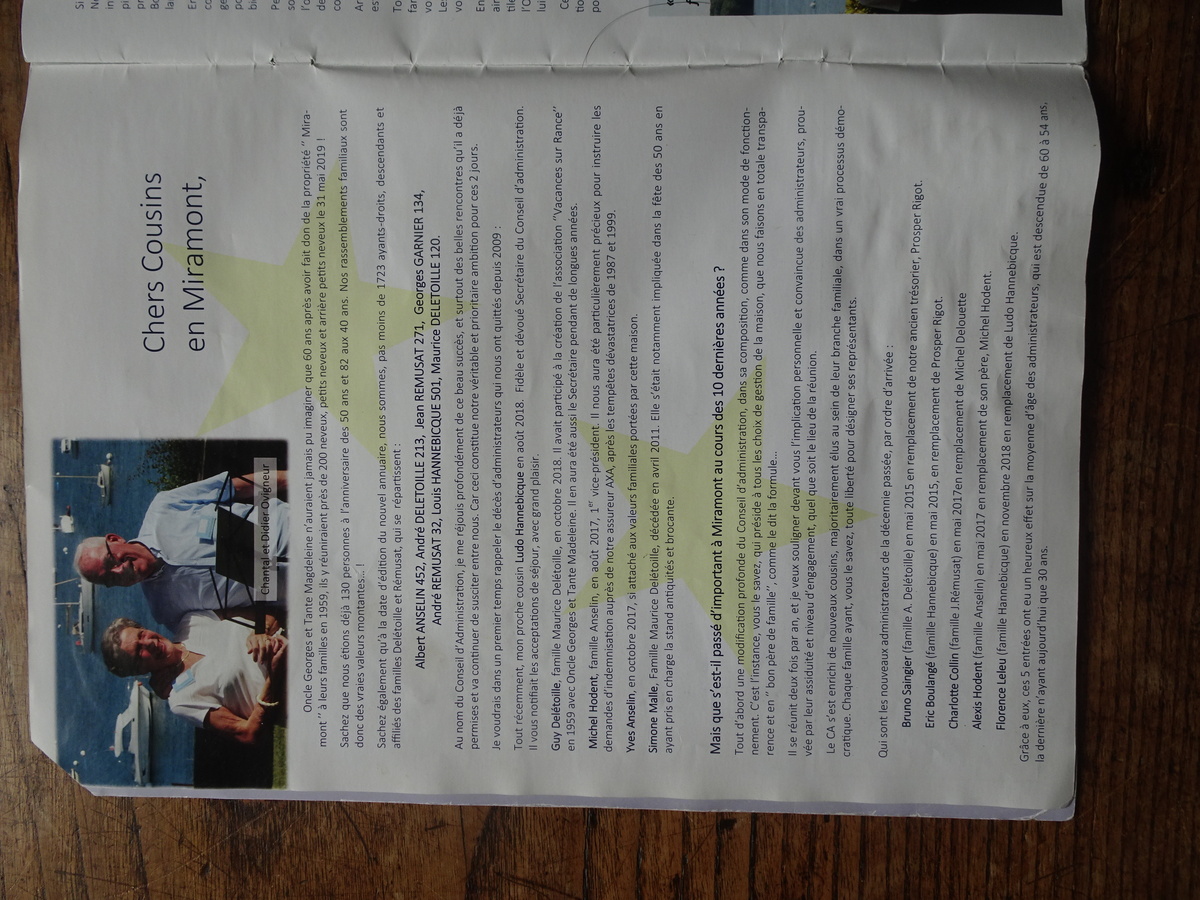 Chers Cousins
en Miramont,
Chantal et Didier Ovigneur
Oncle Georges et Tante Magdeleine n'auraient jamais pu imaginer que 60 ans après avoir fait don de la propriété " Mira-
mont " à leurs familles en 1959, ils y réuniraient près de 200 neveux, petits neveux et arrière petits neveux le 31 mai 2019 !
Sachez que nous étions déjà 130 personnes à l'anniversaire des 50 ans et 82 aux 40 ans. Nos rassemblements familiaux sont
donc des vraies valeurs montantes... !
Sachez également qu'à la date d'édition du nouvel annuaire, nous sommes, pas moins de 1723 ayants-droits, descendants et
affiliés des familles Delétoille et Rémusat, qui se répartissent :
Albert ANSELIN 452, André DELETOILLE 213, Jean REMUSAT 271, Georges GARNIER 134,
André REMUSAT 32, Louis HANNEBICQUE 501, Maurice DELETOILLE 120.
Au nom du Conseil d'Administration, je me réjouis profondément de ce beau succès, et surtout des belles rencontres qu'il a déjà
permises et va continuer de susciter entre nous. Car ceci constitue notre véritable et prioritaire ambition pour ces 2 jours.
Je voudrais dans un premier temps rappeler le décès d'administrateurs qui nous ont quittés depuis 2009 :
Tout récemment, mon proche cousin Ludo Hannebicque en août 2018. Fidèle et dévoué Secrétaire du Conseil d'administration.
Il vous notifiait les acceptations de séjour, avec grand plaisir.
Guy Delétoille, famille Maurice Delétoille, en octobre 2018. Il avait participé à la création de l'association "Vacances sur Rance"
en 1959 avec Oncle Georges et Tante Madeleine. Il en aura été aussi le Secrétaire pendant de longues années.
Michel Hodent, famille Anselin, en août 2017, 1er vice-président. Il nous aura été particulièrement précieux pour instruire les
demandes d'indemnisation auprès de notre assureur AXA, après les tempêtes dévastatrices de 1987 et 1999.
Yves Anselin, en octobre 2017, si attaché aux valeurs familiales portées par cette maison.
Simone Malle, Famille Maurice Delétoille, décédée en avril 2011. Elle s'était notamment impliquée dans la fête des 50 ans en
ayant pris en charge la stand antiquités et brocante.
Mais que s'est-il passé d'important à Miramont au cours des 10 dernières années ?
Tout d'abord une modification profonde du Conseil d'administration, dans sa composition, comme dans son mode de fonction-
nement. C'est l'instance, vous le savez, qui préside à tous les choix de gestion de la maison, que nous faisons en totale transpa-
rence et en " bon père de famille", comme le dit la formule...
Il se réunit deux fois par an, et je veux souligner devant vous l'implication personnelle et convaincue des administrateurs, prou-
vée par leur assiduité et niveau d'engagement, quel que soit le lieu de la réunion.
Le CA s'est enrichi de nouveaux cousins, majoritairement élus au sein de leur branche familiale, dans un vrai processus démo-
cratique. Chaque famille ayant, vous le savez, toute liberté pour désigner ses représentants.
Qui sont les nouveaux administrateurs de la décennie passée, par ordre d'arrivée :
Bruno Saingier (famille A. Delétoille) en mai 2015 en remplacement de notre ancien trésorier, Prosper Rigot.
Eric Boulangé (famille Hannebicque) en mai 2015, en remplacement de Prosper Rigot.
Charlotte Collin (famille J.Rémusat) en mai 2017en remplacement de Michel Delouette
Alexis Hodent (famille Anselin) en mai 2017 en remplacement de son père, Michel Hodent.
Florence Leleu (famille Hannebicque) en novembre 2018 en remplacement de Ludo Hannebicque.
Grâce à eux, ces 5 entrées ont eu un heureux effet sur la moyenne d'âge des administrateurs, qui est descendue de 60 à 54 ans,
la dernière n'ayant aujourd'hui que 30 ans.